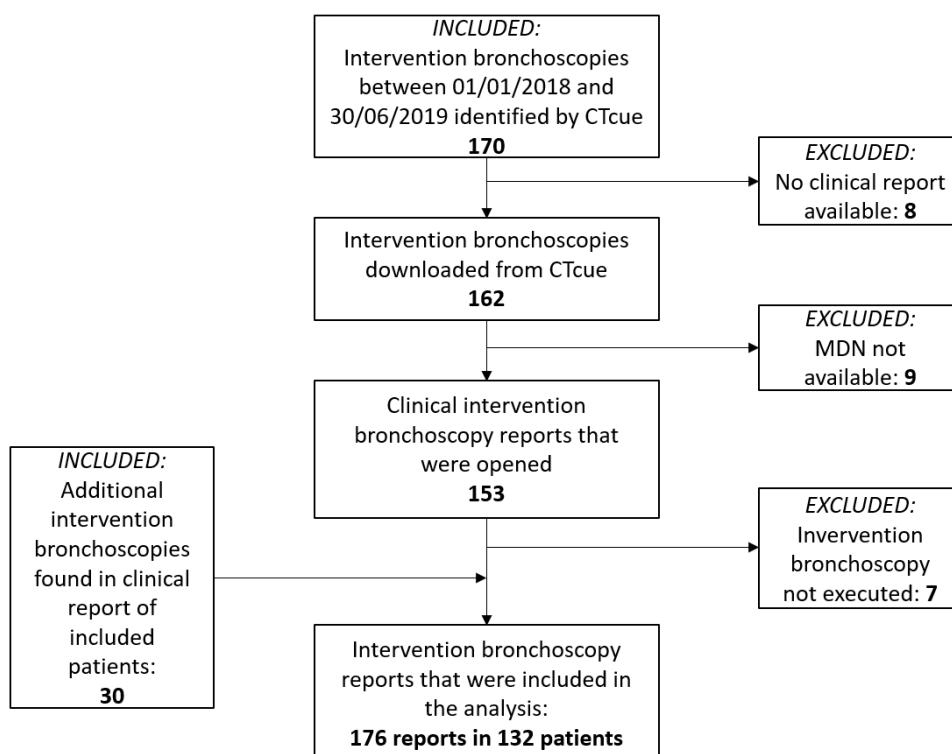 INCLUDED:
Intervention bronchoscopies
between 01/01/2018 and
30/06/2019 identified by CTcue
170
EXCLUDED:
No clinical report
available: 8
Intervention bronchoscopies
downloaded from CTcue
162
EXCLUDED:
MDN not
available: 9
Clinical intervention
bronchoscopy reports that
were opened
153
INCLUDED:
Additional
intervention
bronchoscopies
found in clinical
report of
included
patients:
30
EXCLUDED:
Invervention
bronchoscopy
not executed: 7
Intervention bronchoscopy
reports that were included in
the analysis:
176 reports in 132 patients